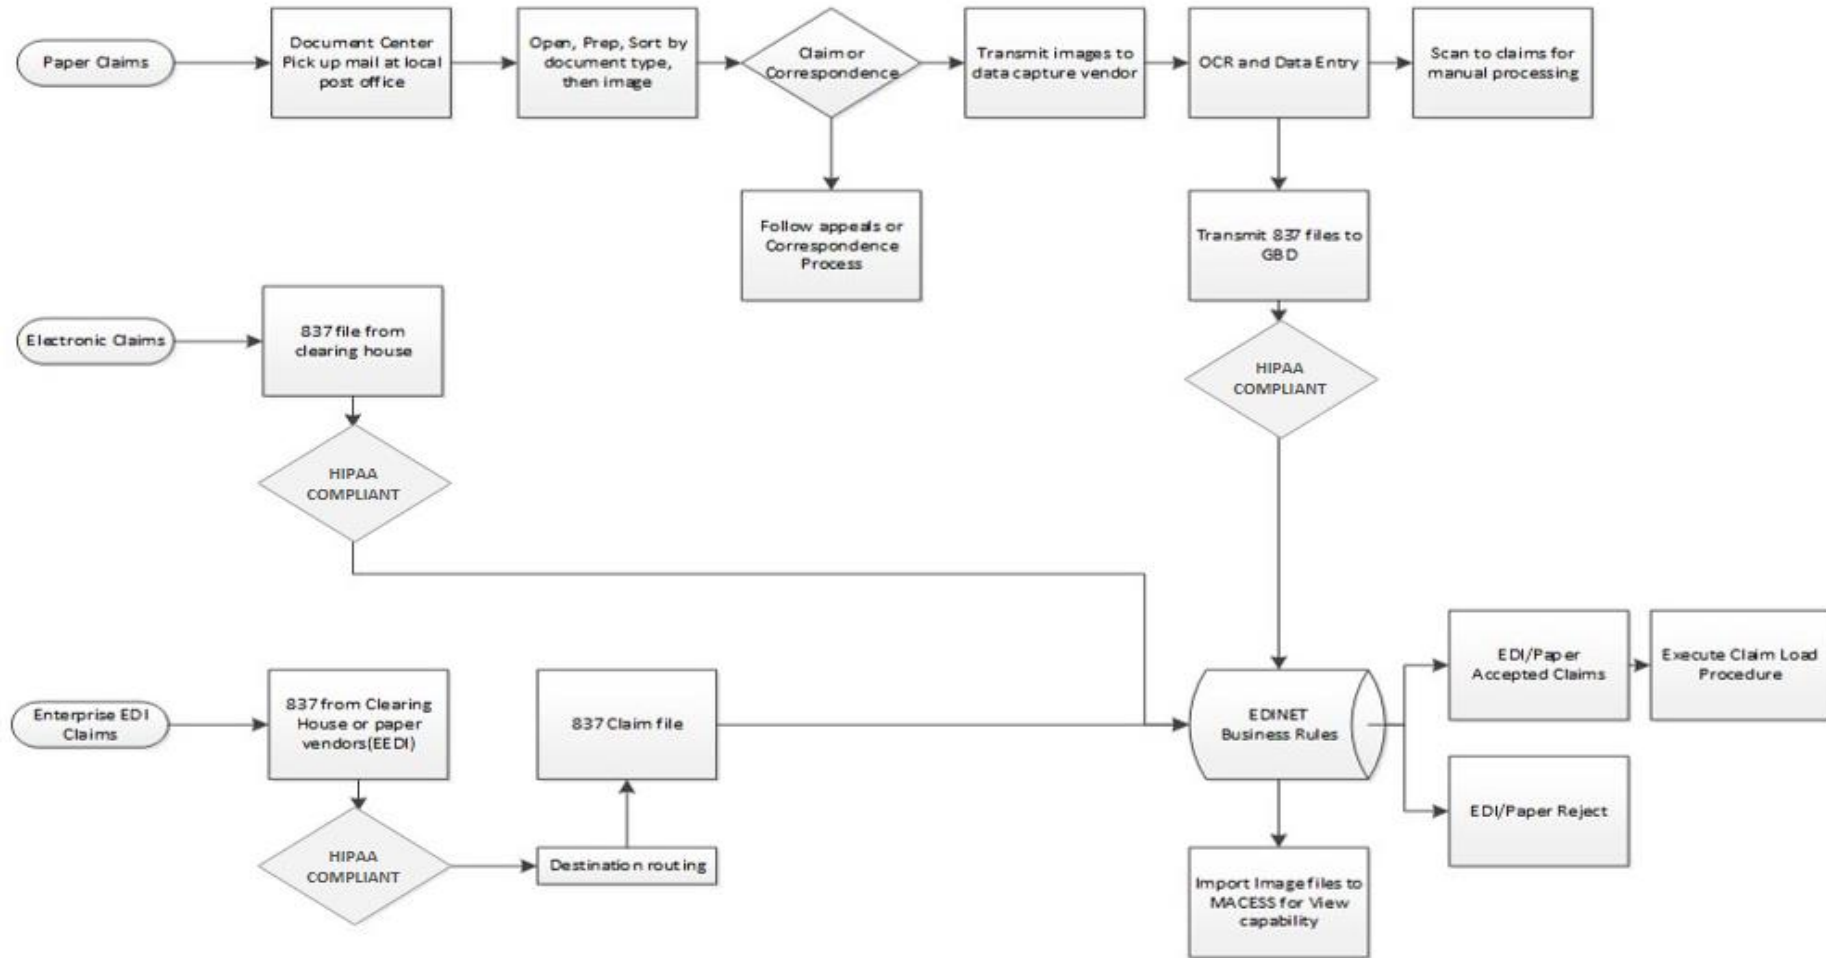 Paper Claims
Document Center
Pick up mail at local
post office
Open, Prep, Sort by
document type,
then image
Claim or
Correspondence
Transmit images to
data capture vendor
OCR and Data Entry
Scan to claims for
manual processing
Follow appeals or
Correspondence
Process
Transmit 837 files to
GBD
Electronic Claims
837 file from
clearing house
HIPAA
COMPLIANT
HIPAA
COMPLIANT
Enterprise EDI
Claims
837 from Clearing
House or paper
vendors(EEDI)
837 Claim file
EDINET
Business Rules
EDI/Paper
Accepted Claims
Execute Claim Load
Procedure
EDI/Paper Reject
HIPAA
COMPLIANT
Destination routing
Import Image files to
MACESS for View
capability